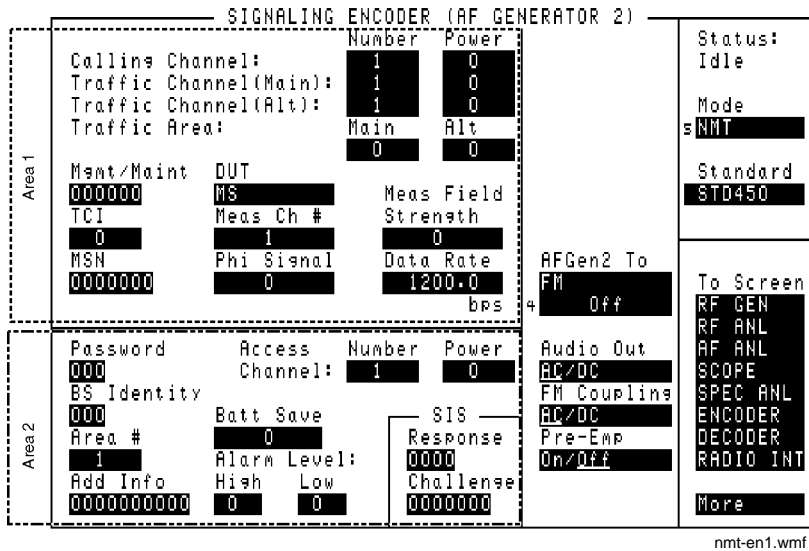 SIGNALING ENCODER (AF GENERATOR 2)
Number Power
Calling Channel: 1 0
Traffic Channel(Main): 1 0
Traffic Channel(Alt): 1 0
Traffic Area: Main Alt
0 0
Mgmt/Maint DUT
000000 MS Meas Field
TCI Meas Ch # Strength
0 1 0
MSN Phi Signal Data Rate
0000000 0 1200.0
bps
Area 1
AFGen2 To
FM
4 Off
Status:
Idle
Mode
s NMT
Standard
STD450
Password Access Number Power
000 Channel: 1 0
BS Identity
000 Batt Save SIS
Area # 0 Response
1 Alarm Level: 0000
Add Info High Low Challenge
0000000000 0 0 0000000
Area 2
Audio Out
AC/DC
FM Coupling
AC/DC
Pre-Emp
On/Off
To Screen
RF GEN
RF ANL
AF ANL
SCOPE
SPEC ANL
ENCODER
DECODER
RADIO INT
More
nmt-en1.wmf